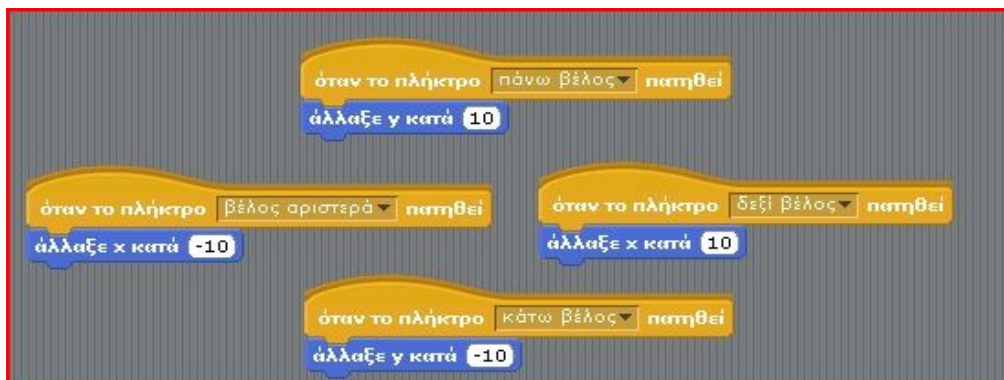 όταν το πλήκτρο πάνω βέλος πατηθεί
άλλαξε y κατά 10
όταν το πλήκτρο βέλος αριστερά πατηθεί
άλλαξε x κατά -10
όταν το πλήκτρο δεξί βέλος πατηθεί
άλλαξε x κατά 10
όταν το πλήκτρο κάτω βέλος πατηθεί
άλλαξε y κατά -10